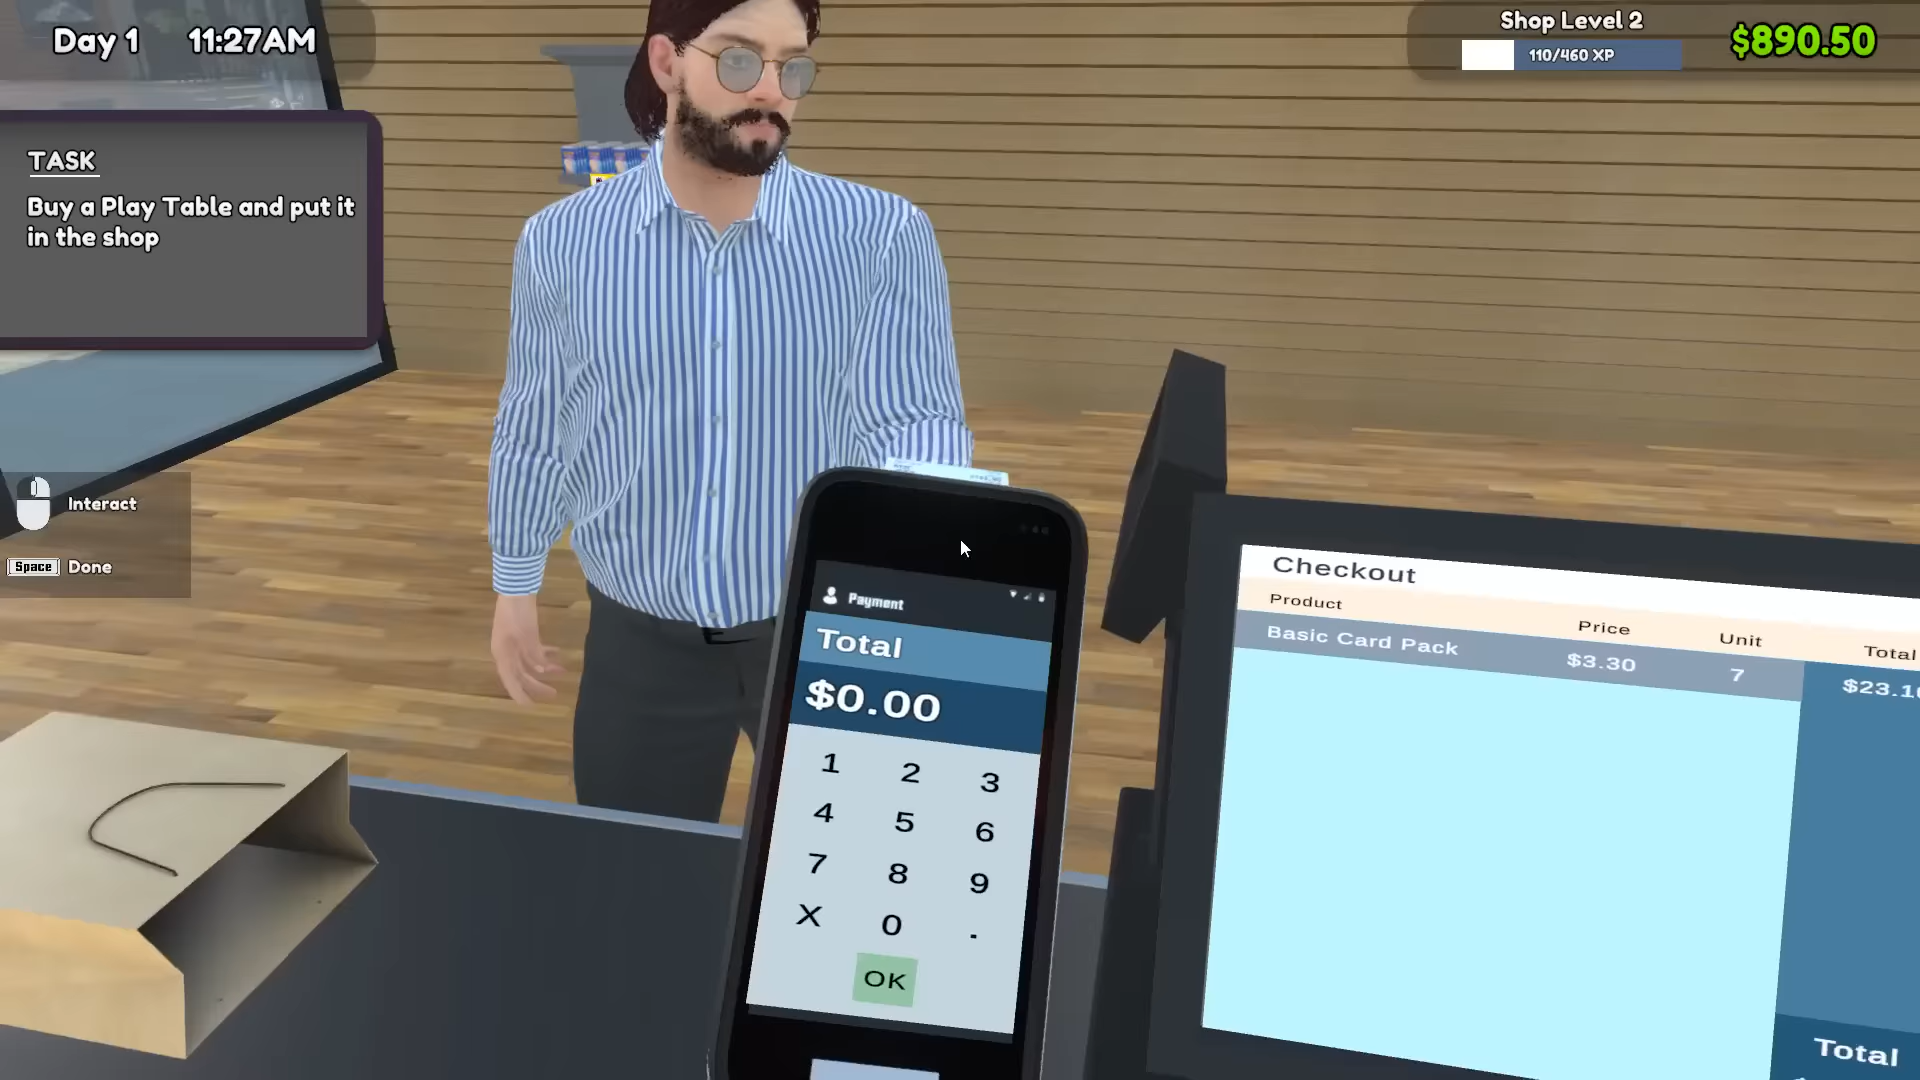 Day 1 11:27AM
Shop Level 2
110/460 XP
$890.50
TASK
Buy a Play Table and put it
in the shop
Interact
Space Done
Payment
Total
$0.00
1 2 3
4 5 6
7 8 9
X 0 .
OK
Checkout
Product Price Unit Total
Basic Card Pack $3.30 7 $23.1
Total